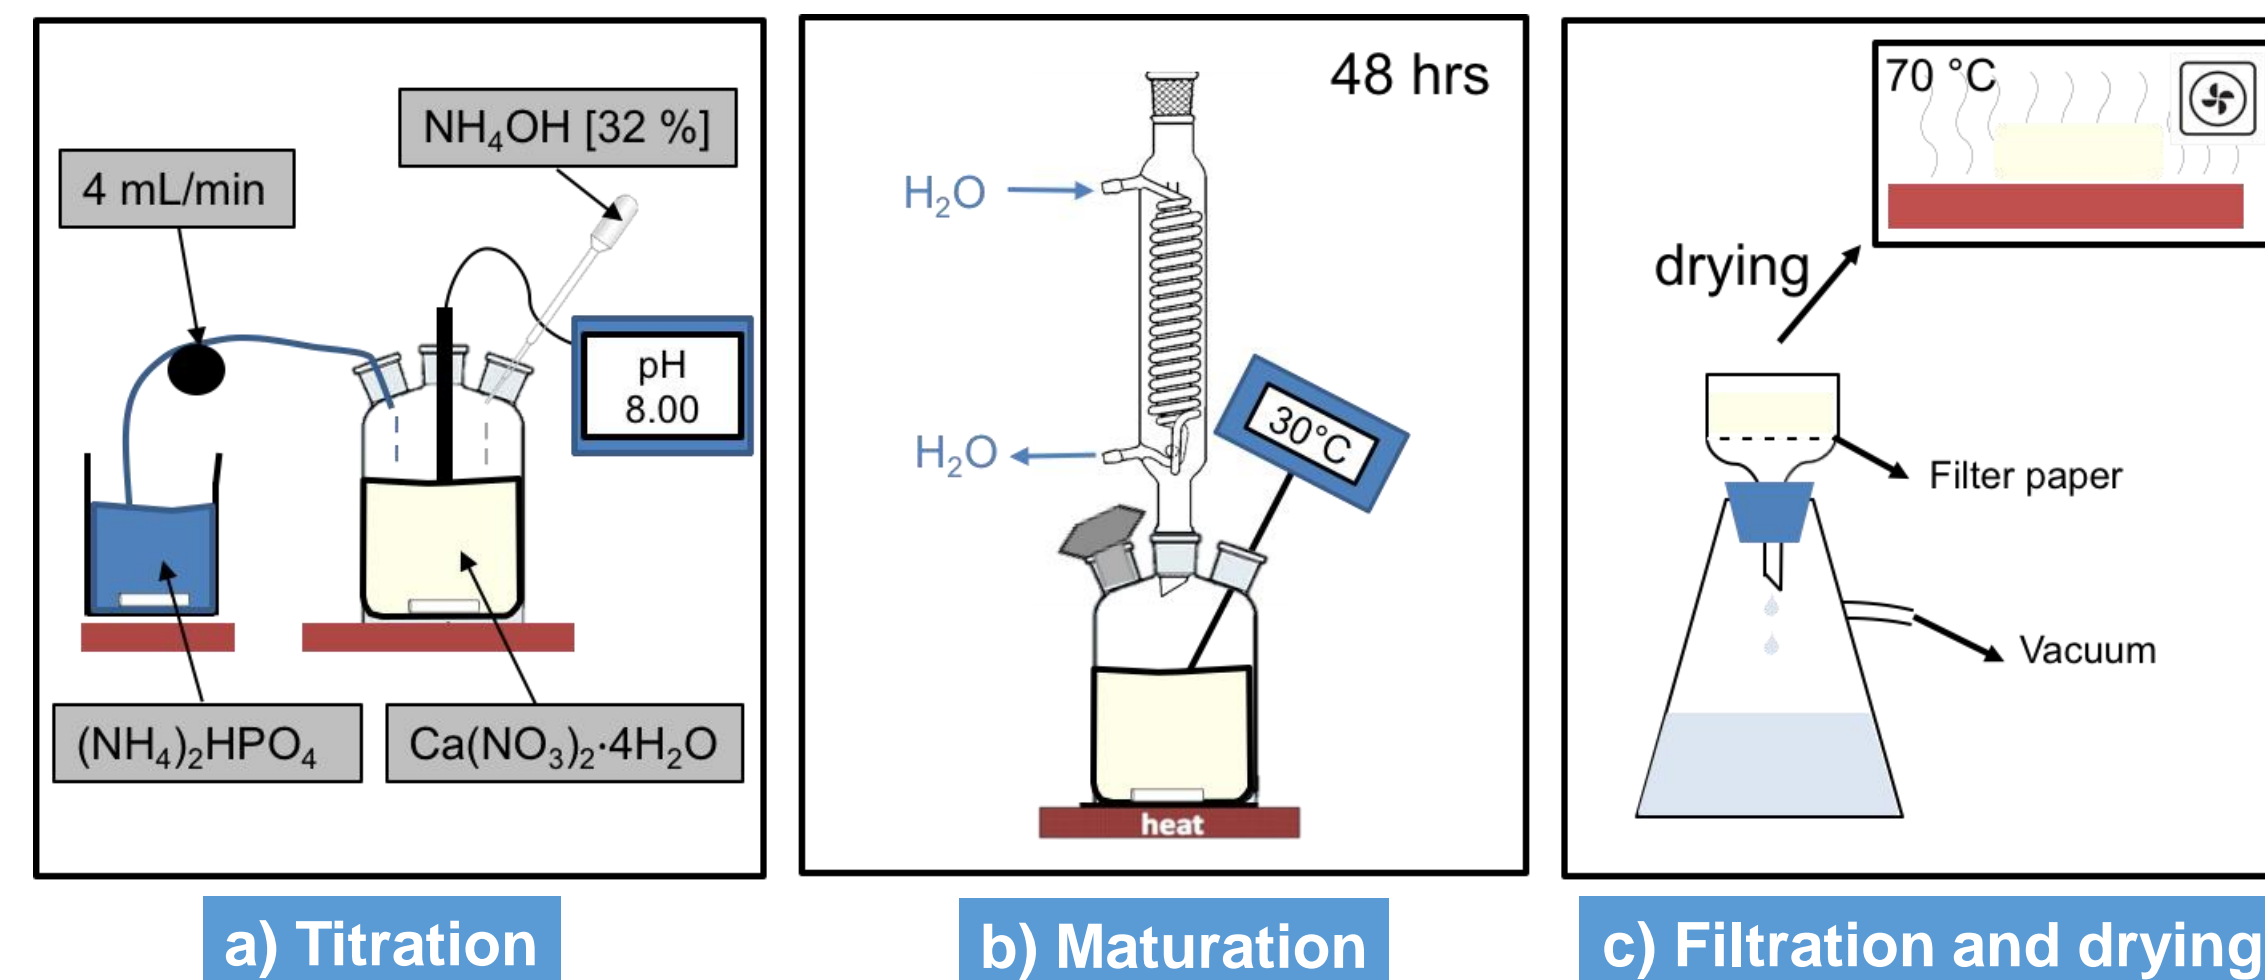 4 mL/min
NH₄OH [32 %]
pH
8.00
(NH₄)₂HPO₄
Ca(NO₃)₂·4H₂O
a) Titration
48 hrs
H₂O
H₂O
30°C
heat
b) Maturation
70 °C
drying
Filter paper
Vacuum
c) Filtration and drying